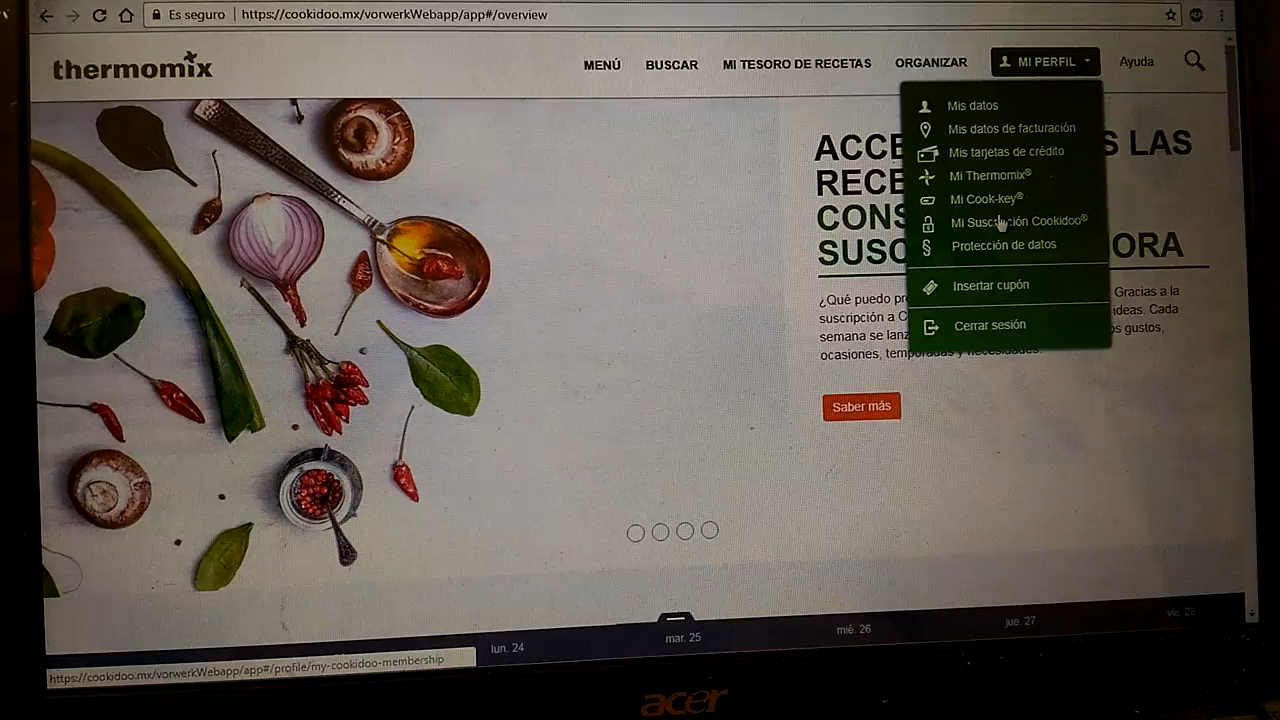 Es seguro | https://cookidoo.mx/vorwerkWebapp/app#/overview
thermomix
MENÚ BUSCAR MI TESORO DE RECETAS ORGANIZAR MI PERFIL Ayuda
Mis datos
Mis datos de facturación
Mis tarjetas de crédito
Mi Thermomix®
Mi Cook-key®
Mi Suscripción Cookidoo®
Protección de datos
Insertar cupón
Cerrar sesión
ACCE S LAS
RECE
CONS
SUSC ORA
¿Qué puedo pr Gracias a la
suscripción a C ideas. Cada
semana se lanz os gustos,
ocasiones, temporadas y necesidades.
Saber más
lun. 24 mar. 25 mié. 26 jue. 27 vie. 28
https://cookidoo.mx/vorwerkWebapp/app#/profile/my-cookidoo-membership
acer